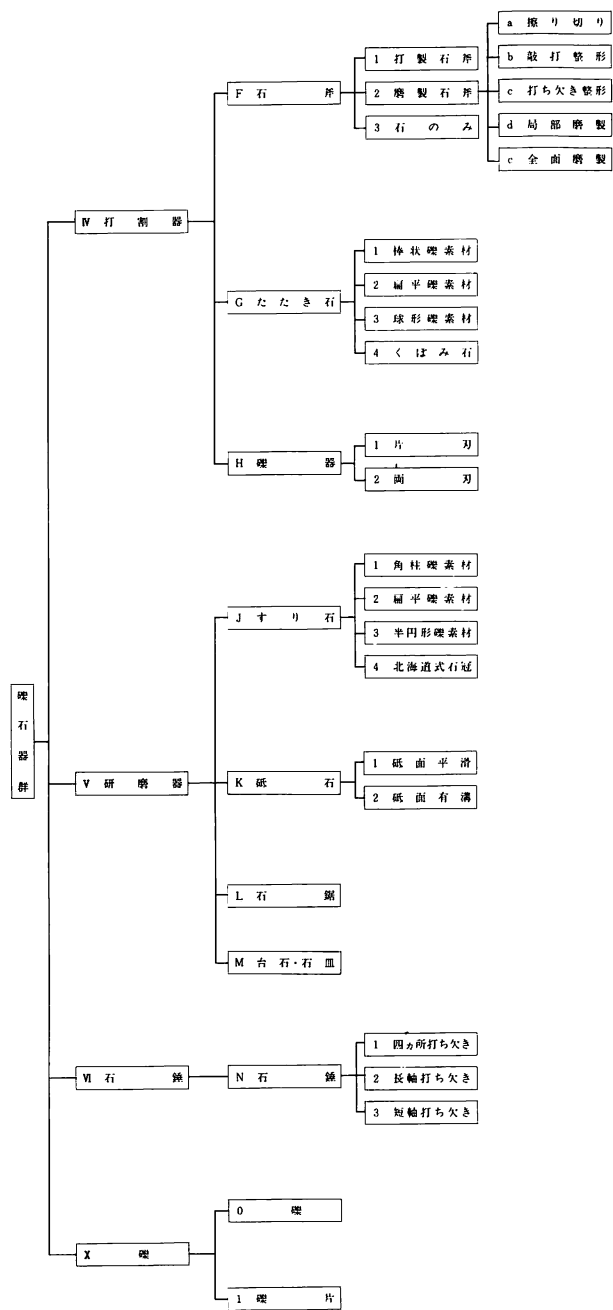 礫石器群
Ⅳ 打割器
F 石斧
1 打製石斧
2 磨製石斧
a 擦り切り
b 敲打整形
c 打ち欠き整形
d 局部磨製
c 全面磨製
3 石のみ
G たたき石
1 棒状礫素材
2 扁平礫素材
3 球形礫素材
4 くぼみ石
H 礫器
1 片刃
2 両刃
Ⅴ 研磨器
J すり石
1 角柱礫素材
2 扁平礫素材
3 半円形礫素材
4 北海道式石冠
K 砥石
1 砥面平滑
2 砥面有溝
L 石鋸
M 台石・石皿
Ⅵ 石錘
N 石錘
1 四ヵ所打ち欠き
2 長軸打ち欠き
3 短軸打ち欠き
X 礫
0 礫
1 礫片